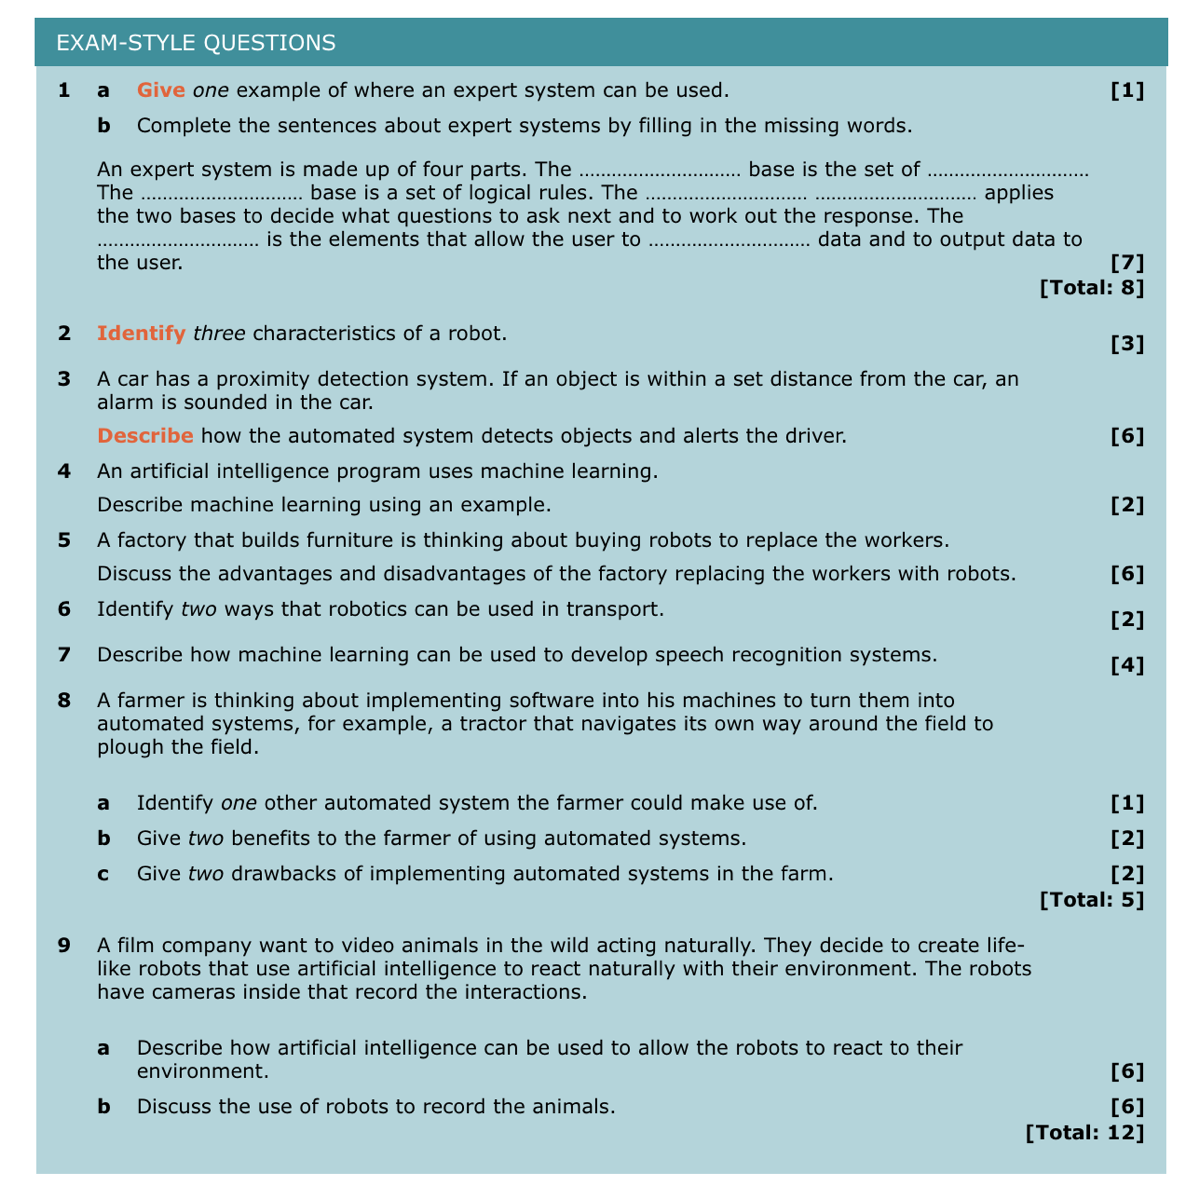 EXAM-STYLE QUESTIONS
1 a Give one example of where an expert system can be used. [1]
b Complete the sentences about expert systems by filling in the missing words.
An expert system is made up of four parts. The .............................. base is the set of ..............................
The .............................. base is a set of logical rules. The .............................. .............................. applies
the two bases to decide what questions to ask next and to work out the response. The
.............................. is the elements that allow the user to .............................. data and to output data to
the user. [7]
[Total: 8]
2 Identify three characteristics of a robot. [3]
3 A car has a proximity detection system. If an object is within a set distance from the car, an
alarm is sounded in the car.
Describe how the automated system detects objects and alerts the driver. [6]
4 An artificial intelligence program uses machine learning.
Describe machine learning using an example. [2]
5 A factory that builds furniture is thinking about buying robots to replace the workers.
Discuss the advantages and disadvantages of the factory replacing the workers with robots. [6]
6 Identify two ways that robotics can be used in transport. [2]
7 Describe how machine learning can be used to develop speech recognition systems. [4]
8 A farmer is thinking about implementing software into his machines to turn them into
automated systems, for example, a tractor that navigates its own way around the field to
plough the field.
a Identify one other automated system the farmer could make use of. [1]
b Give two benefits to the farmer of using automated systems. [2]
c Give two drawbacks of implementing automated systems in the farm. [2]
[Total: 5]
9 A film company want to video animals in the wild acting naturally. They decide to create life-
like robots that use artificial intelligence to react naturally with their environment. The robots
have cameras inside that record the interactions.
a Describe how artificial intelligence can be used to allow the robots to react to their
environment. [6]
b Discuss the use of robots to record the animals. [6]
[Total: 12]